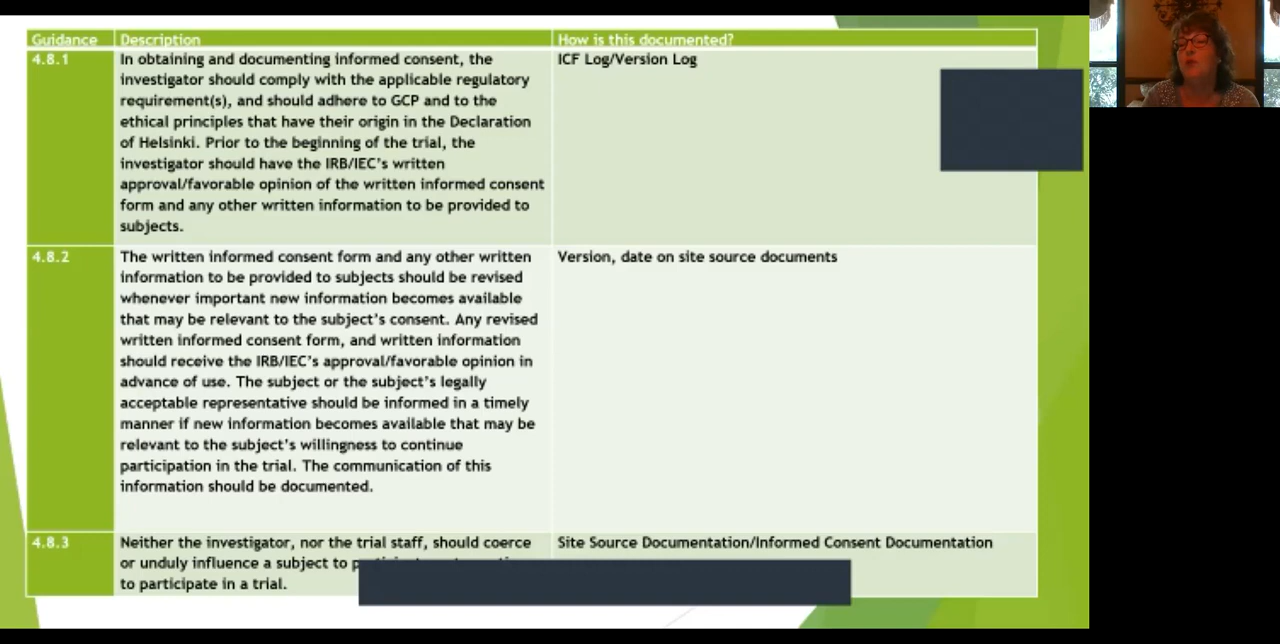 Guidance Description How is this documented?
4.8.1 In obtaining and documenting informed consent, the ICF Log/Version Log
investigator should comply with the applicable regulatory
requirement(s), and should adhere to GCP and to the
ethical principles that have their origin in the Declaration
of Helsinki. Prior to the beginning of the trial, the
investigator should have the IRB/IEC's written
approval/favorable opinion of the written informed consent
form and any other written information to be provided to
subjects.
4.8.2 The written informed consent form and any other written Version, date on site source documents
information to be provided to subjects should be revised
whenever important new information becomes available
that may be relevant to the subject's consent. Any revised
written informed consent form, and written information
should receive the IRB/IEC's approval/favorable opinion in
advance of use. The subject or the subject's legally
acceptable representative should be informed in a timely
manner if new information becomes available that may be
relevant to the subject's willingness to continue
participation in the trial. The communication of this
information should be documented.
4.8.3 Neither the investigator, nor the trial staff, should coerce Site Source Documentation/Informed Consent Documentation
or unduly influence a subject to
to participate in a trial.